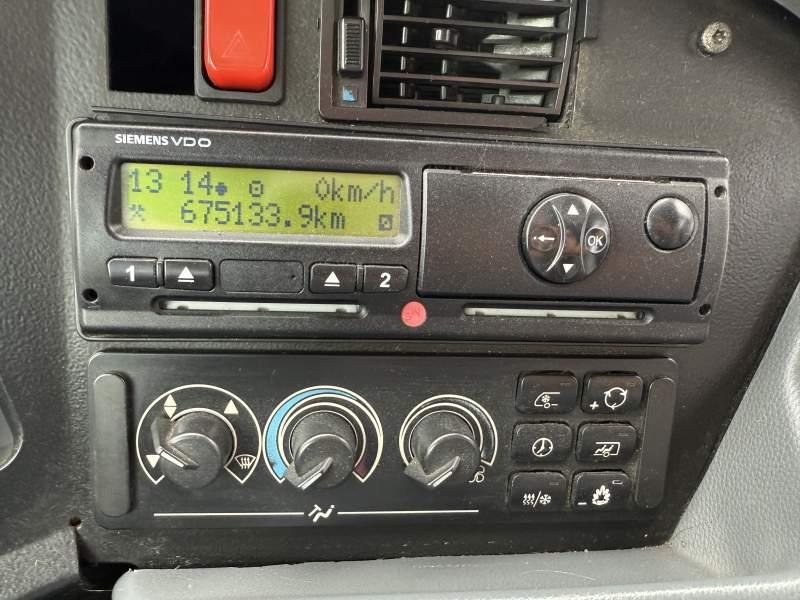 SIEMENS VDO
13 14 0km/h
675133.9km
1 2
OK